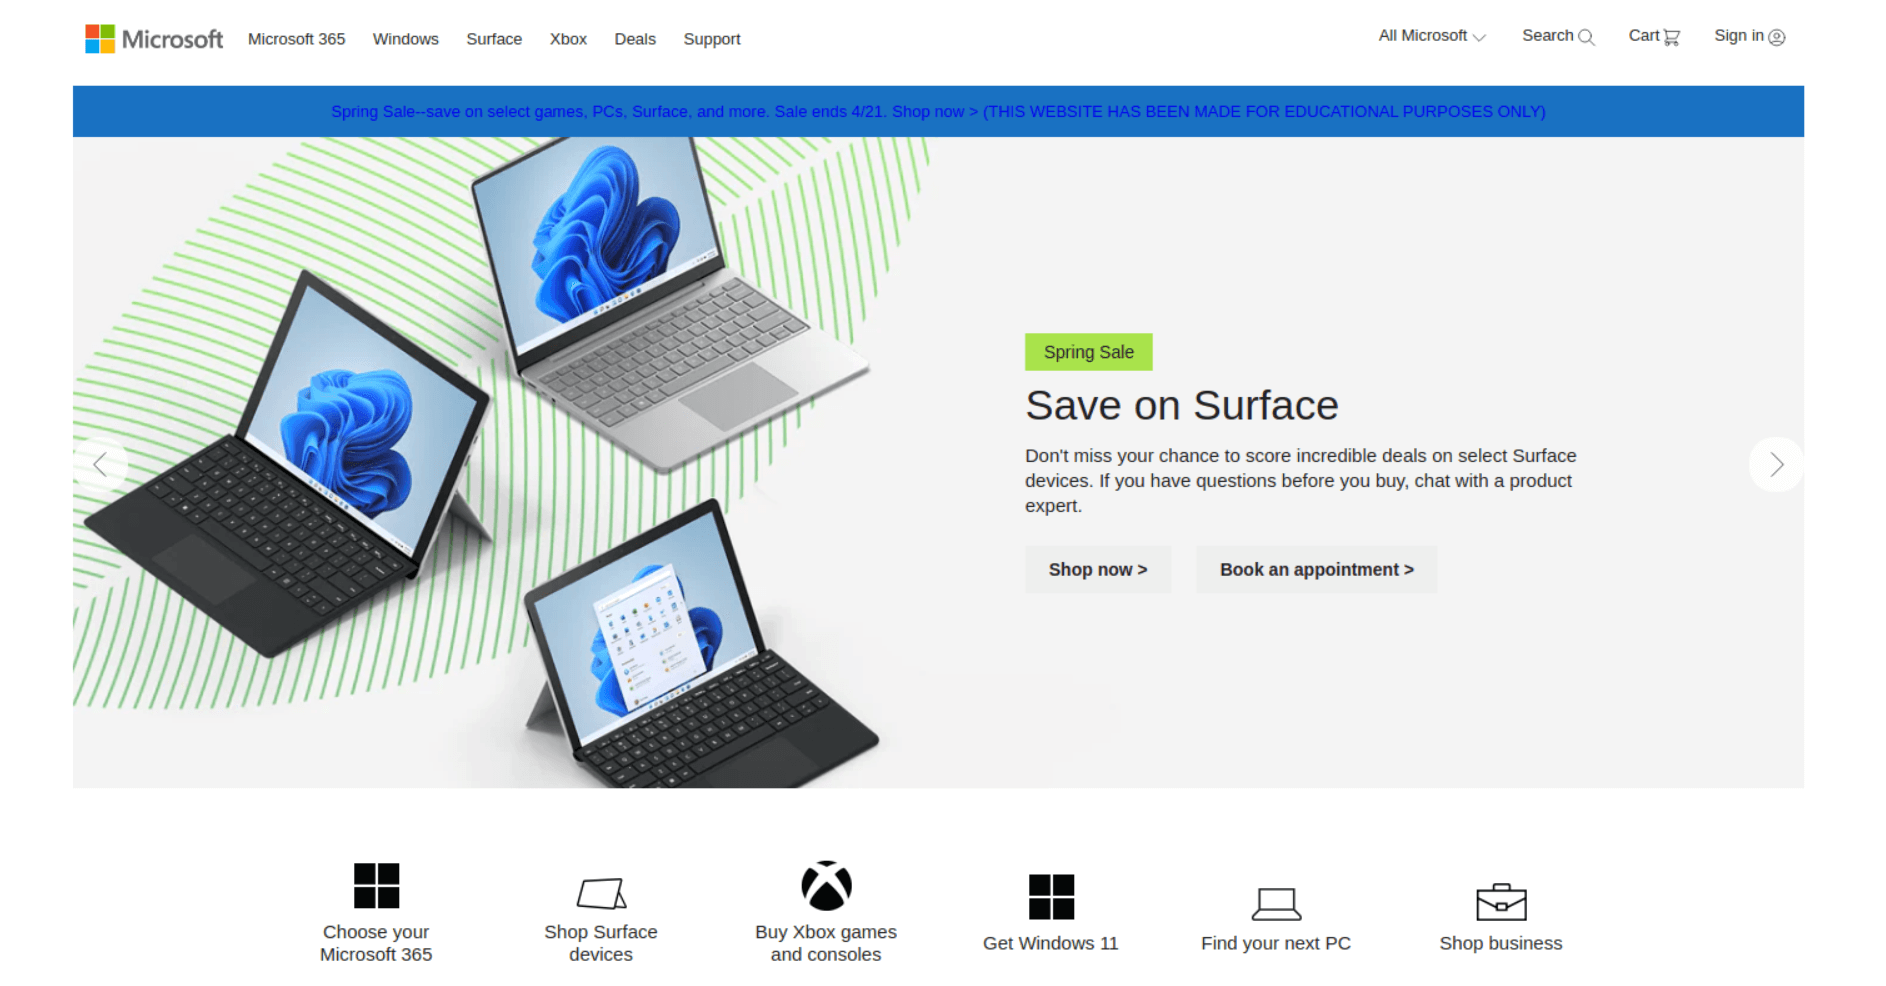 Microsoft
Microsoft 365 Windows Surface Xbox Deals Support
All Microsoft Search Cart Sign in
Spring Sale--save on select games, PCs, Surface, and more. Sale ends 4/21. Shop now > (THIS WEBSITE HAS BEEN MADE FOR EDUCATIONAL PURPOSES ONLY)
Spring Sale
Save on Surface
Don't miss your chance to score incredible deals on select Surface
devices. If you have questions before you buy, chat with a product
expert.
Shop now > Book an appointment >
Choose your
Microsoft 365
Shop Surface
devices
Buy Xbox games
and consoles
Get Windows 11
Find your next PC
Shop business